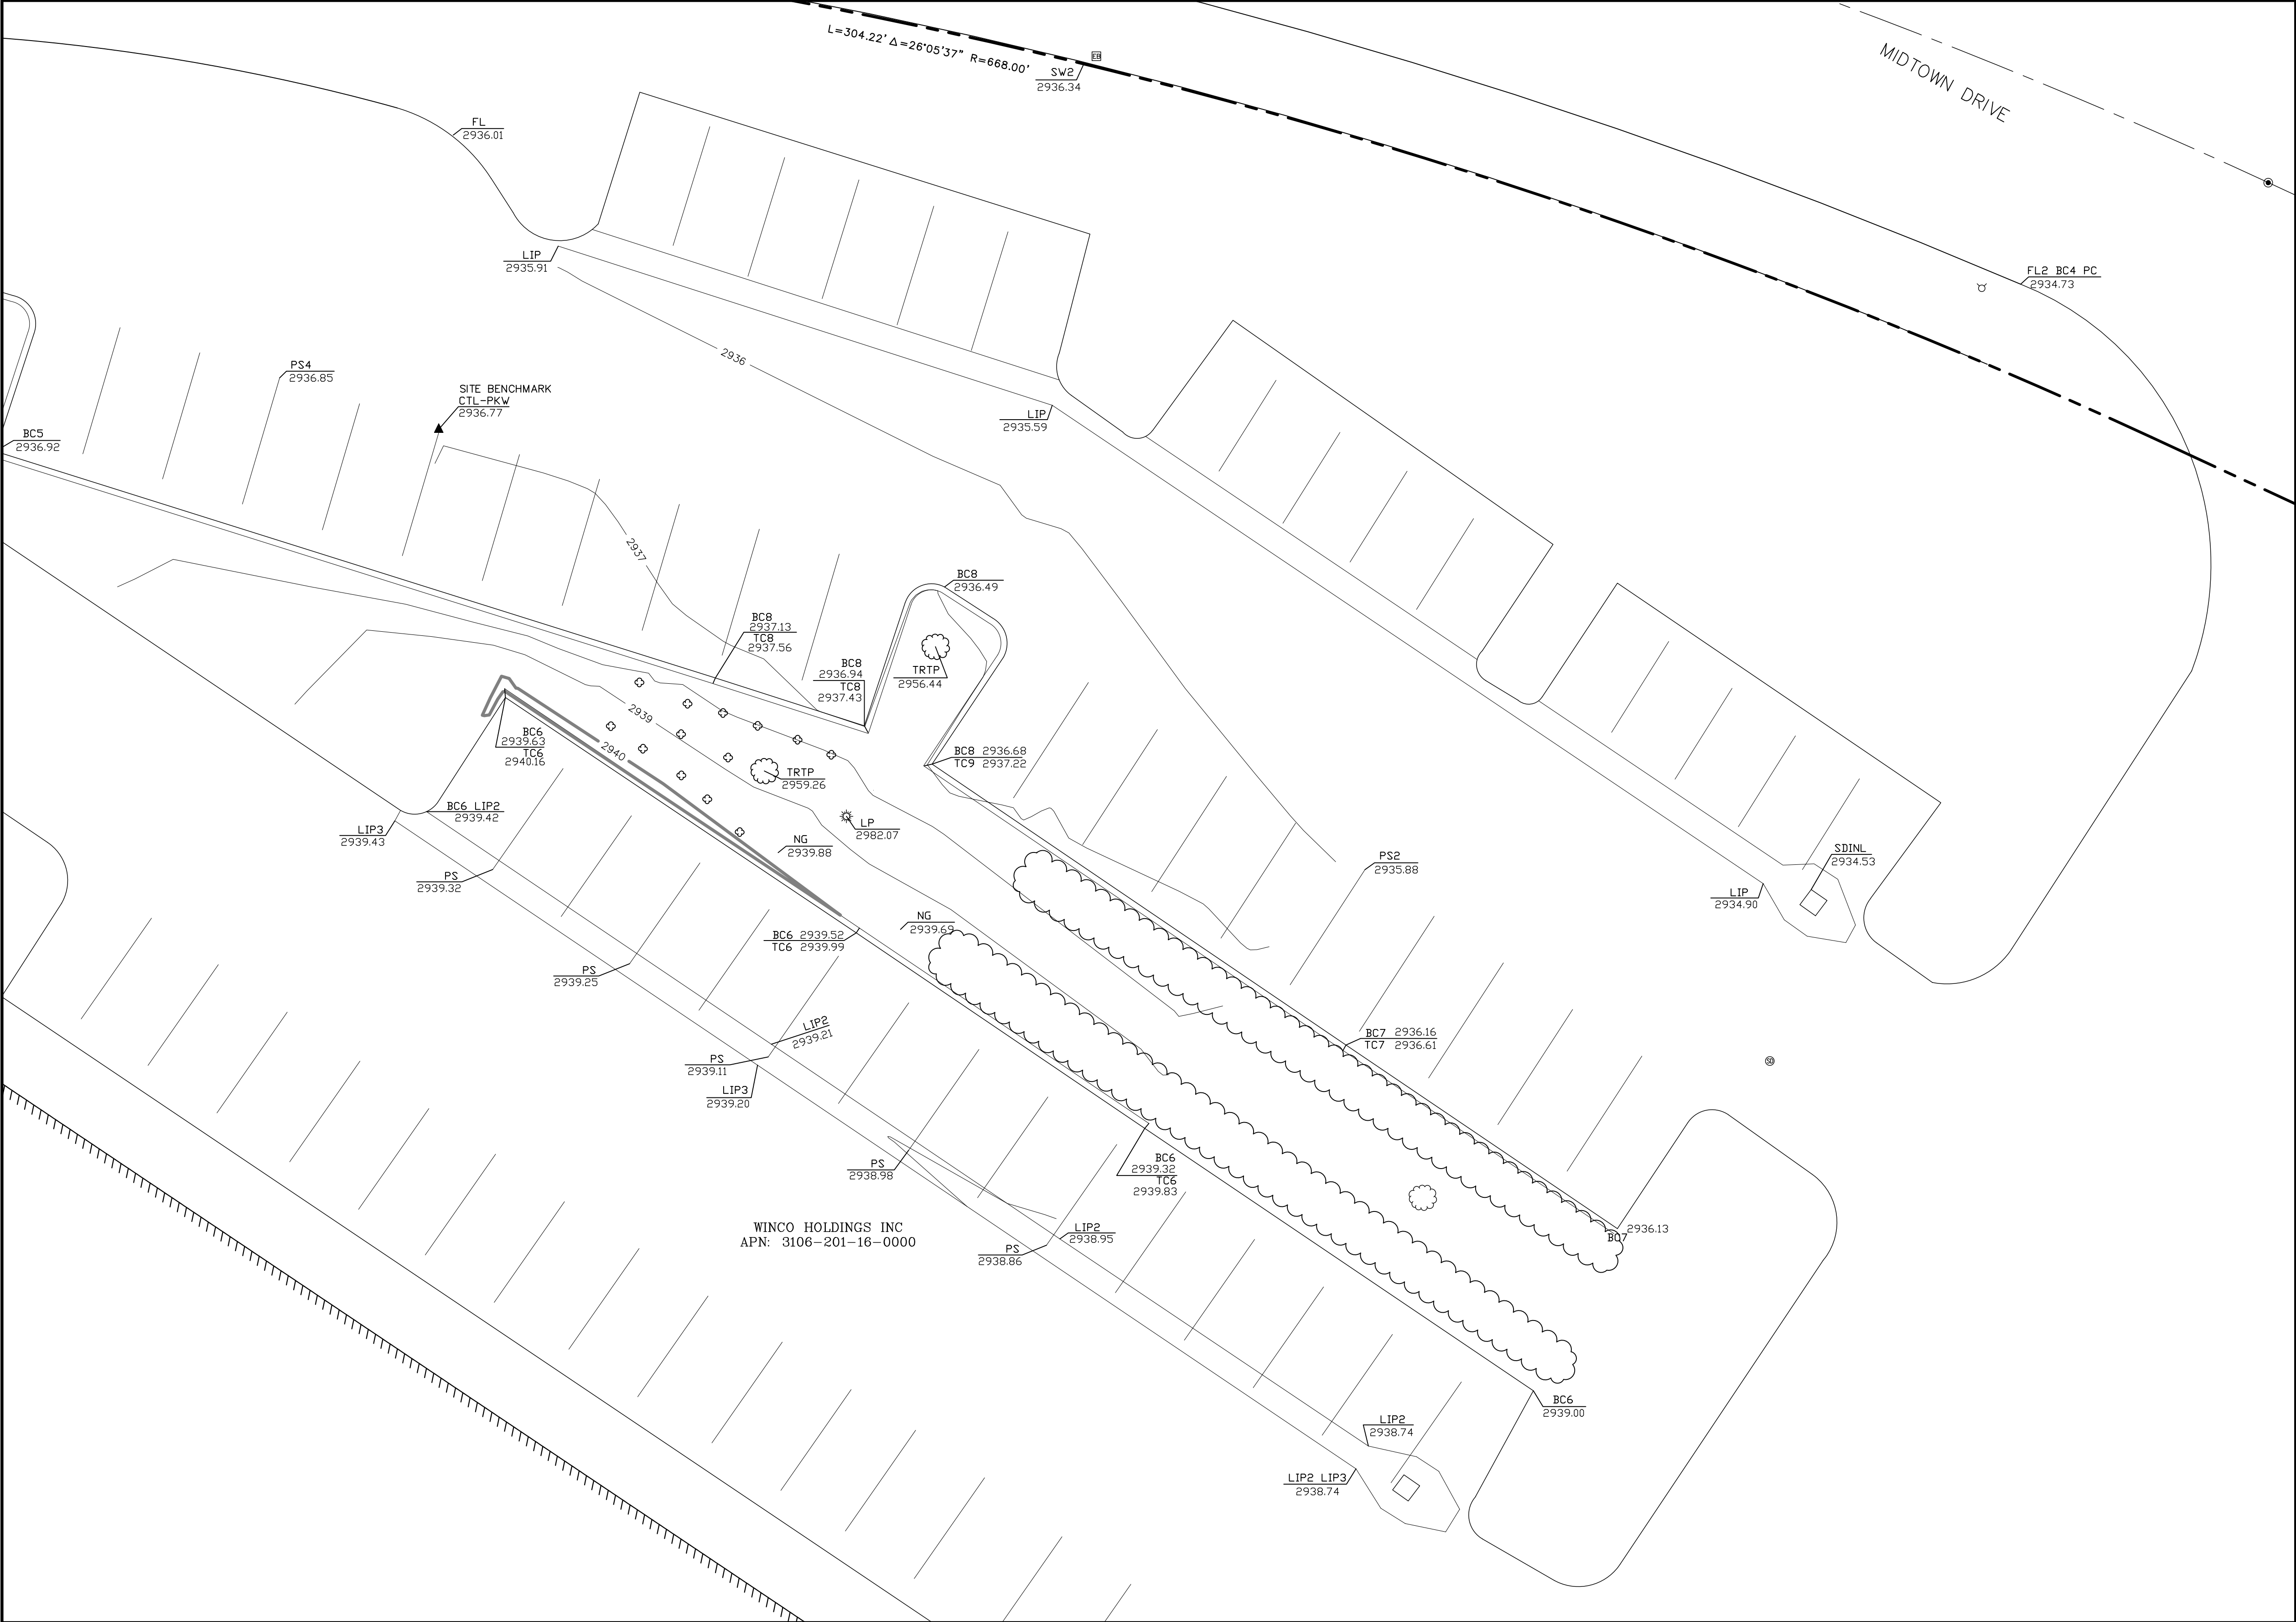 L=304.22' Δ=26°05'37" R=668.00'
SW2
2936.34
MIDTOWN DRIVE
FL
2936.01
LIP
2935.91
FL2 BC4 PC
2934.73
2936
PS4
2936.85
SITE BENCHMARK
CTL-PKW
2936.77
LIP
2935.59
BC5
2936.92
2937
BC8
2936.49
BC8
2937.13
TC8
2937.56
BC8
2936.94
TC8
2937.43
TRTP
2956.44
2939
BC6
2939.63
TC6
2940.16
2940
BC8 2936.68
TC9 2937.22
TRTP
2959.26
BC6 LIP2
2939.42
LIP3
2939.43
LP
2982.07
NG
2939.88
PS2
2935.88
SDINL
2934.53
PS
2939.32
LIP
2934.90
NG
2939.69
BC6 2939.52
TC6 2939.99
PS
2939.25
LIP2
2939.21
BC7 2936.16
TC7 2936.61
SD
PS
2939.11
LIP3
2939.20
BC6
2939.32
TC6
2939.83
PS
2938.98
WINCO HOLDINGS INC
APN: 3106-201-16-0000
LIP2
2938.95
PS
2938.86
2936.13
BC7
BC6
2939.00
LIP2
2938.74
LIP2 LIP3
2938.74